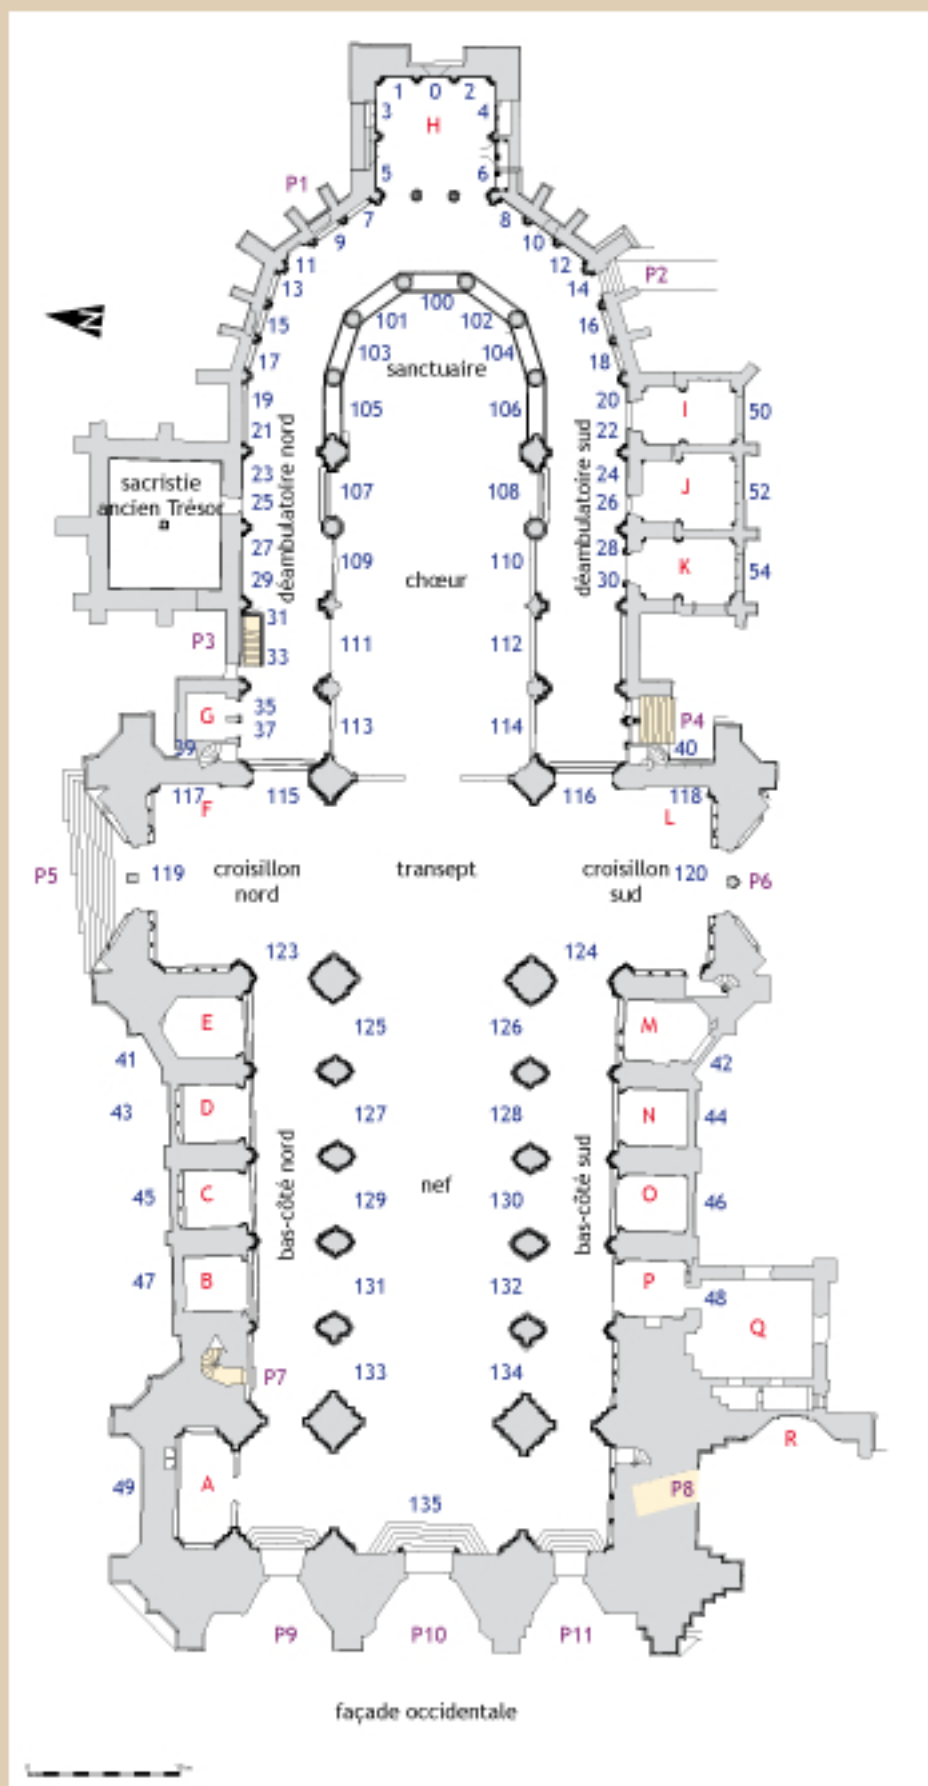 1 0 2
3 4
H
5 6
P1
7 8
9 10
11 12
P2
13 14
100
N
15 101 102 16
103 104
17 18
sanctuaire
19 105 106 20 I 50
21 22
déambulatoire nord
déambulatoire sud
23 24
sacristie
107 108 J 52
ancien Trésor
25 26
27 28
109 110 K 54
29 chœur 30
31
P3 111 112
33
35
G P4
37 113 114
39 40
117 115 116 118
F L
P5 119 croisillon nord transept croisillon sud 120 P6
123 124
E 125 126 M
41 42
43 D 127 128 N 44
bas-côté nord
bas-côté sud
45 C 129 nef 130 O 46
47 B 131 132 P 48
Q
P7 133 134
R
49 A P8
135
P9 P10 P11
façade occidentale